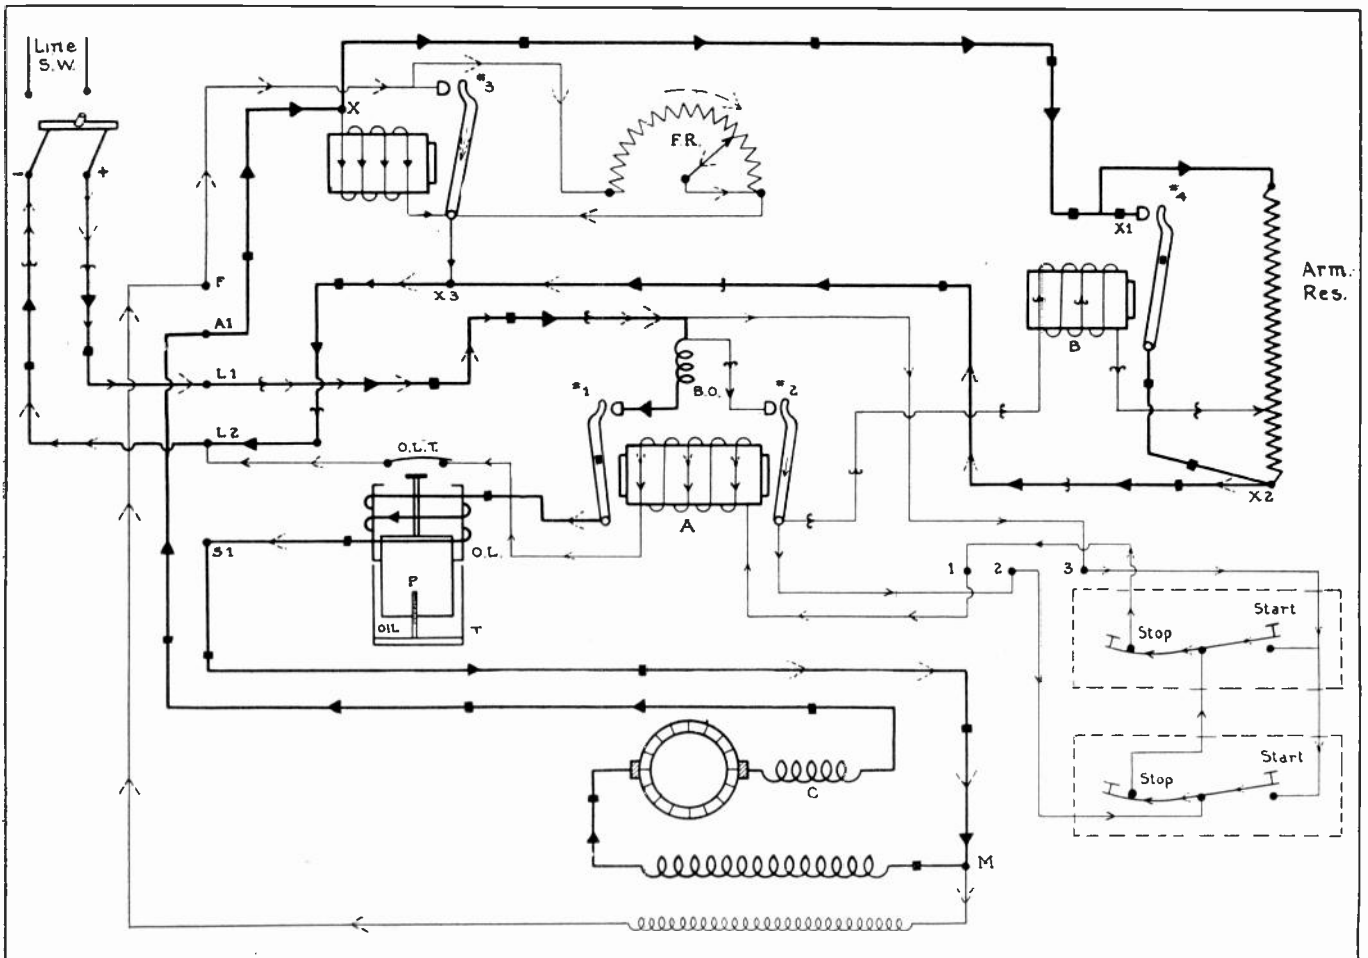 Line
S.W.
- +
#3
X
F.R.
#4
X1
Arm.
Res.
F
X3
B
A1
L1
#1
B.O.
#2
L2
O.L.T.
X2
A
S1
O.L.
1 2 3
P
OIL T
Start
Stop
Start
Stop
C
M